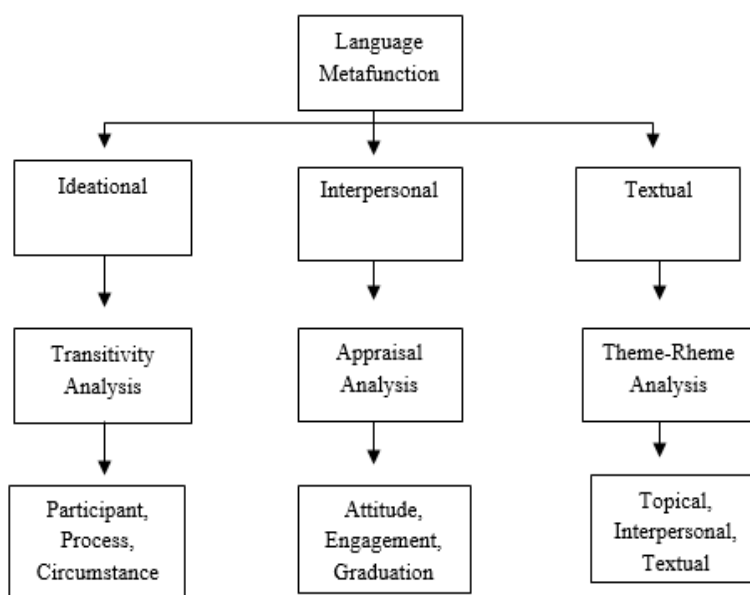 Language
Metafunction
Ideational
Interpersonal
Textual
Transitivity
Analysis
Appraisal
Analysis
Theme-Rheme
Analysis
Participant,
Process,
Circumstance
Attitude,
Engagement,
Graduation
Topical,
Interpersonal,
Textual